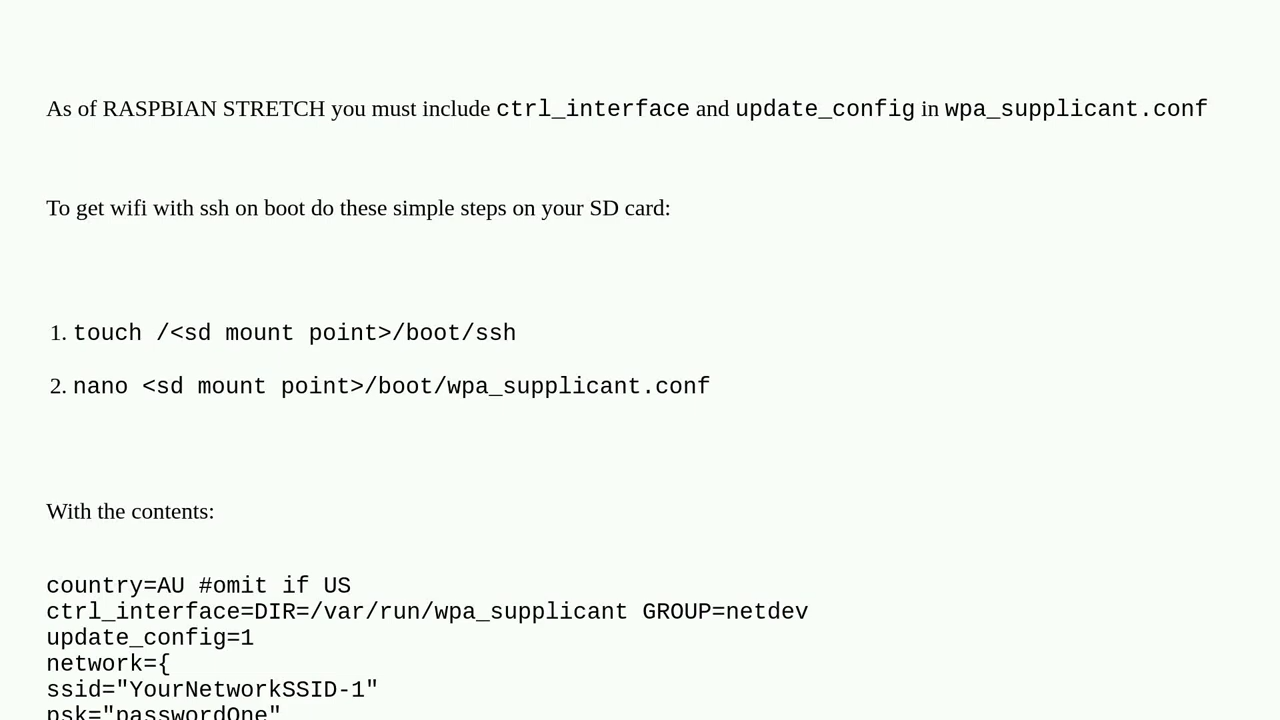 As of RASPBIAN STRETCH you must include ctrl_interface and update_config in wpa_supplicant.conf
To get wifi with ssh on boot do these simple steps on your SD card:
1. touch /<sd mount point>/boot/ssh
2. nano <sd mount point>/boot/wpa_supplicant.conf
With the contents:
country=AU #omit if US
ctrl_interface=DIR=/var/run/wpa_supplicant GROUP=netdev
update_config=1
network={
ssid="YourNetworkSSID-1"
psk="passwordOne"